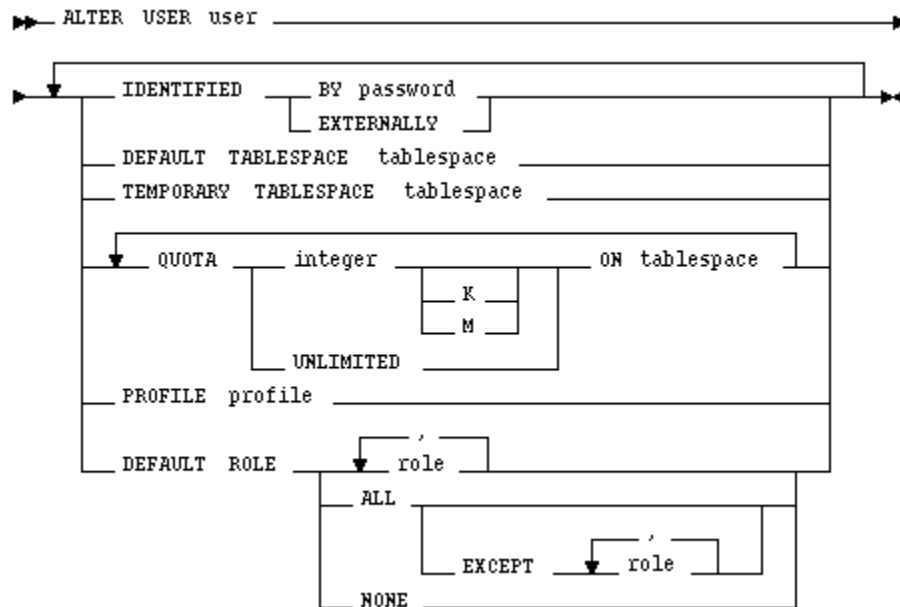 ALTER USER user
IDENTIFIED BY password
EXTERNALLY
DEFAULT TABLESPACE tablespace
TEMPORARY TABLESPACE tablespace
QUOTA integer ON tablespace
K
M
UNLIMITED
PROFILE profile
,
DEFAULT ROLE role
ALL
,
EXCEPT role
NONE